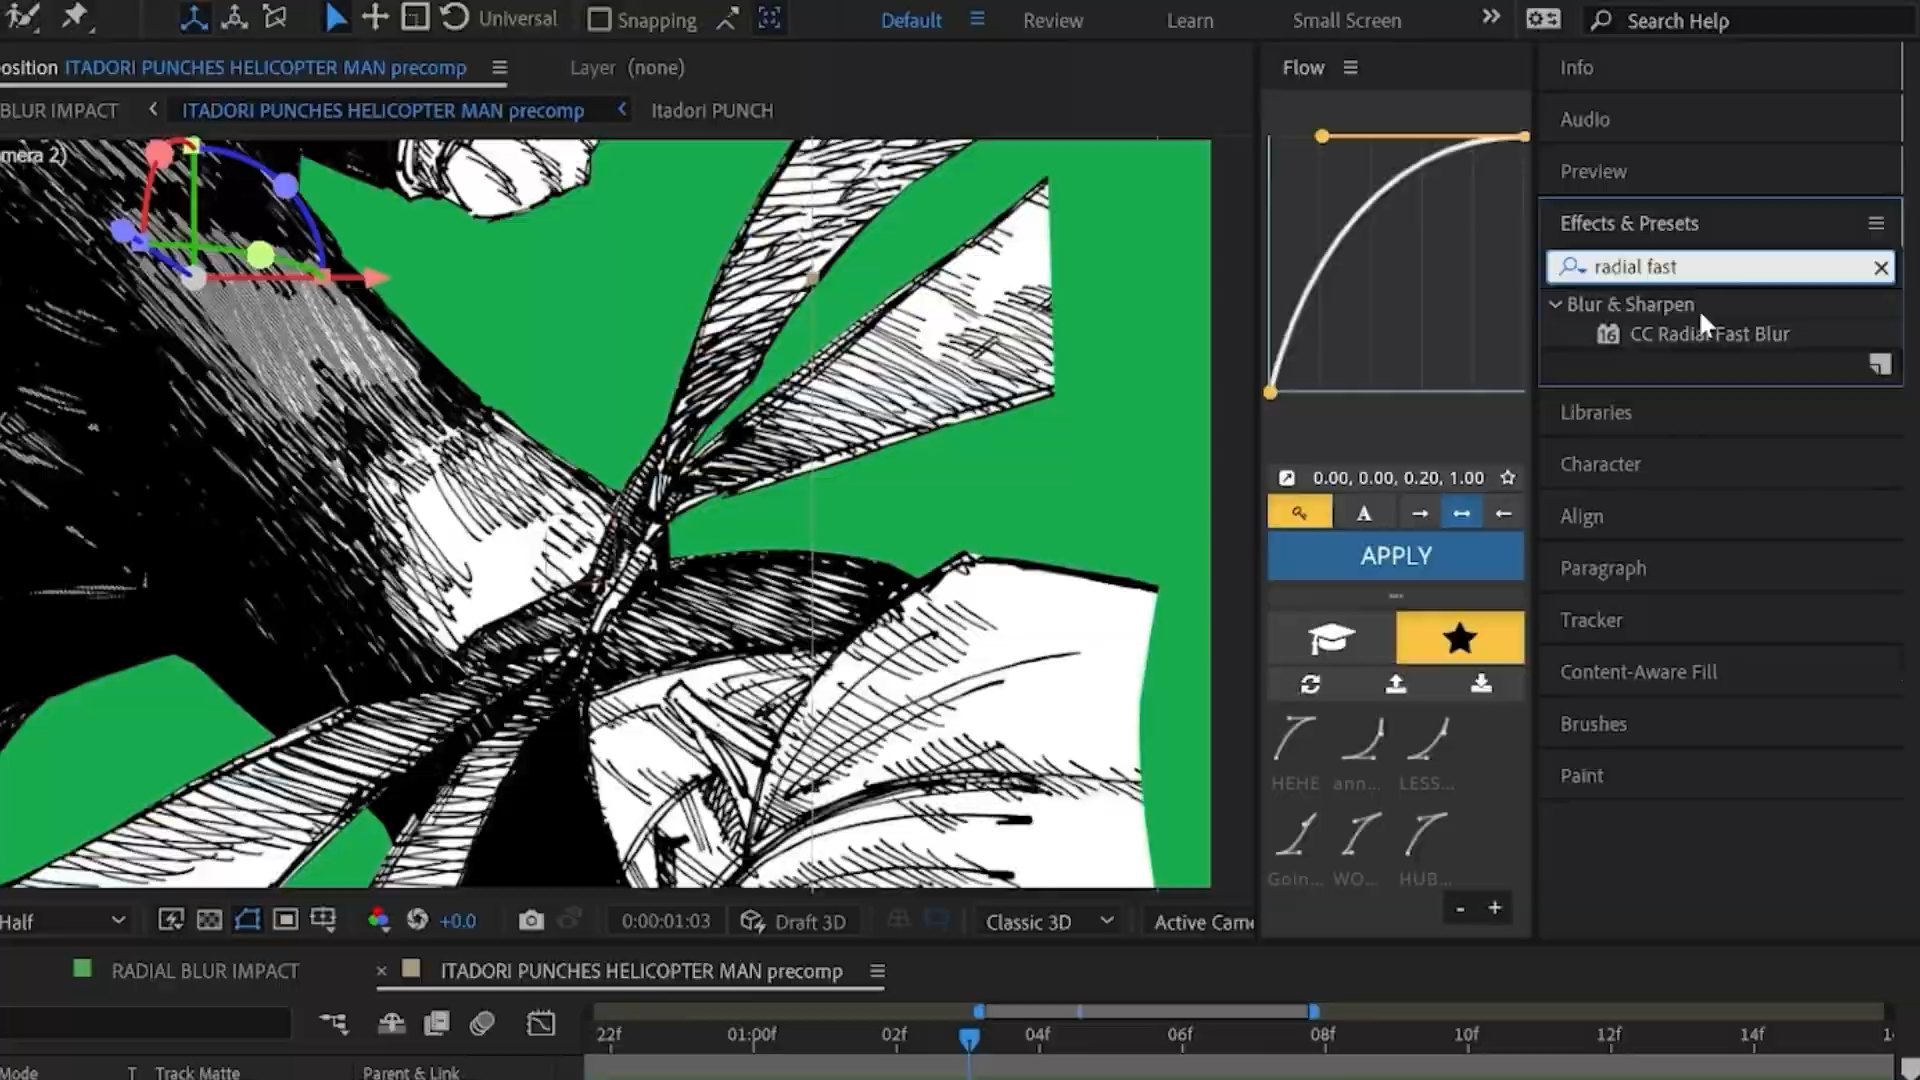 Universal
Snapping
Default
Review
Learn
Small Screen
Search Help
osition ITADORI PUNCHES HELICOPTER MAN precomp
Layer (none)
BLUR IMPACT
ITADORI PUNCHES HELICOPTER MAN precomp
Itadori PUNCH
mera 2)
Flow
0.00, 0.00, 0.20, 1.00
A
APPLY
HEHE ann... LESS...
Goin... WO... HUB...
- +
Info
Audio
Preview
Effects & Presets
radial fast
Blur & Sharpen
16 CC Radial Fast Blur
Libraries
Character
Align
Paragraph
Tracker
Content-Aware Fill
Brushes
Paint
Half
+0.0
0:00:01:03
Draft 3D
Classic 3D
Active Came
RADIAL BLUR IMPACT
ITADORI PUNCHES HELICOPTER MAN precomp
22f 01:00f 02f 04f 06f 08f 10f 12f 14f
Mode T Track Matte Parent & Link